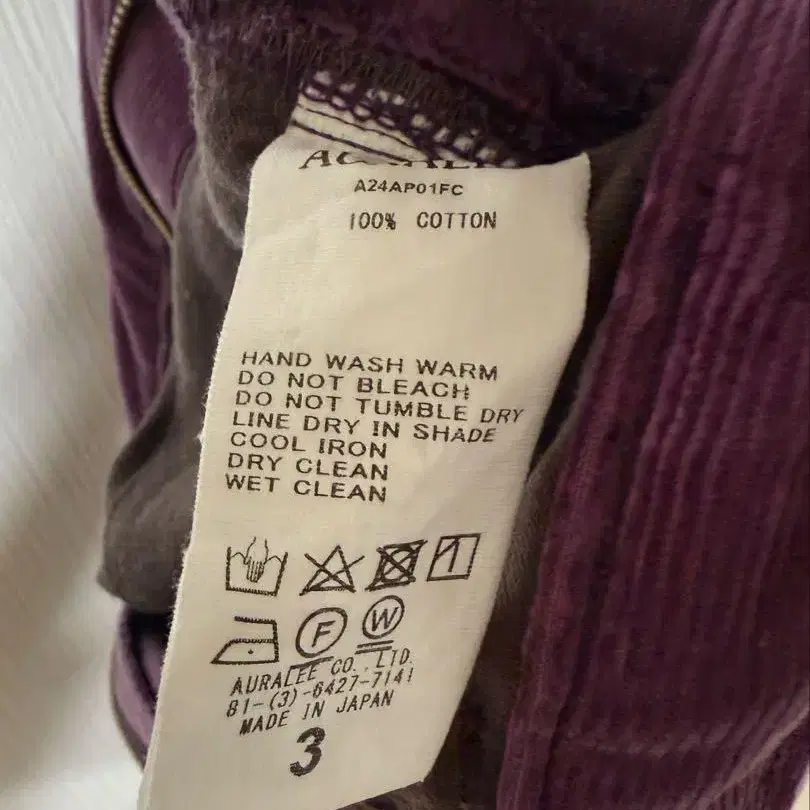 A24AP01FC
100% COTTON
HAND WASH WARM
DO NOT BLEACH
DO NOT TUMBLE DRY
LINE DRY IN SHADE
COOL IRON
DRY CLEAN
WET CLEAN
F
W
AURALEE CO., LTD.
81-(3)-6427-7141
MADE IN JAPAN
3